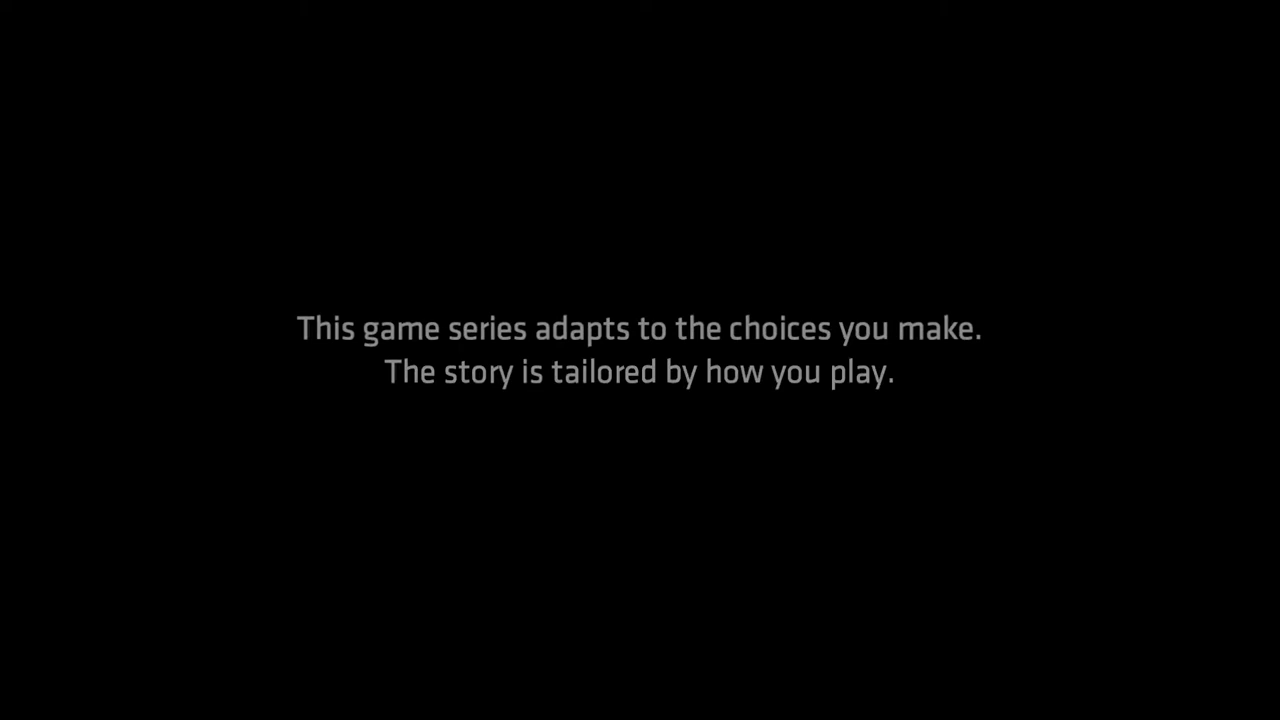 This game series adapts to the choices you make.
The story is tailored by how you play.